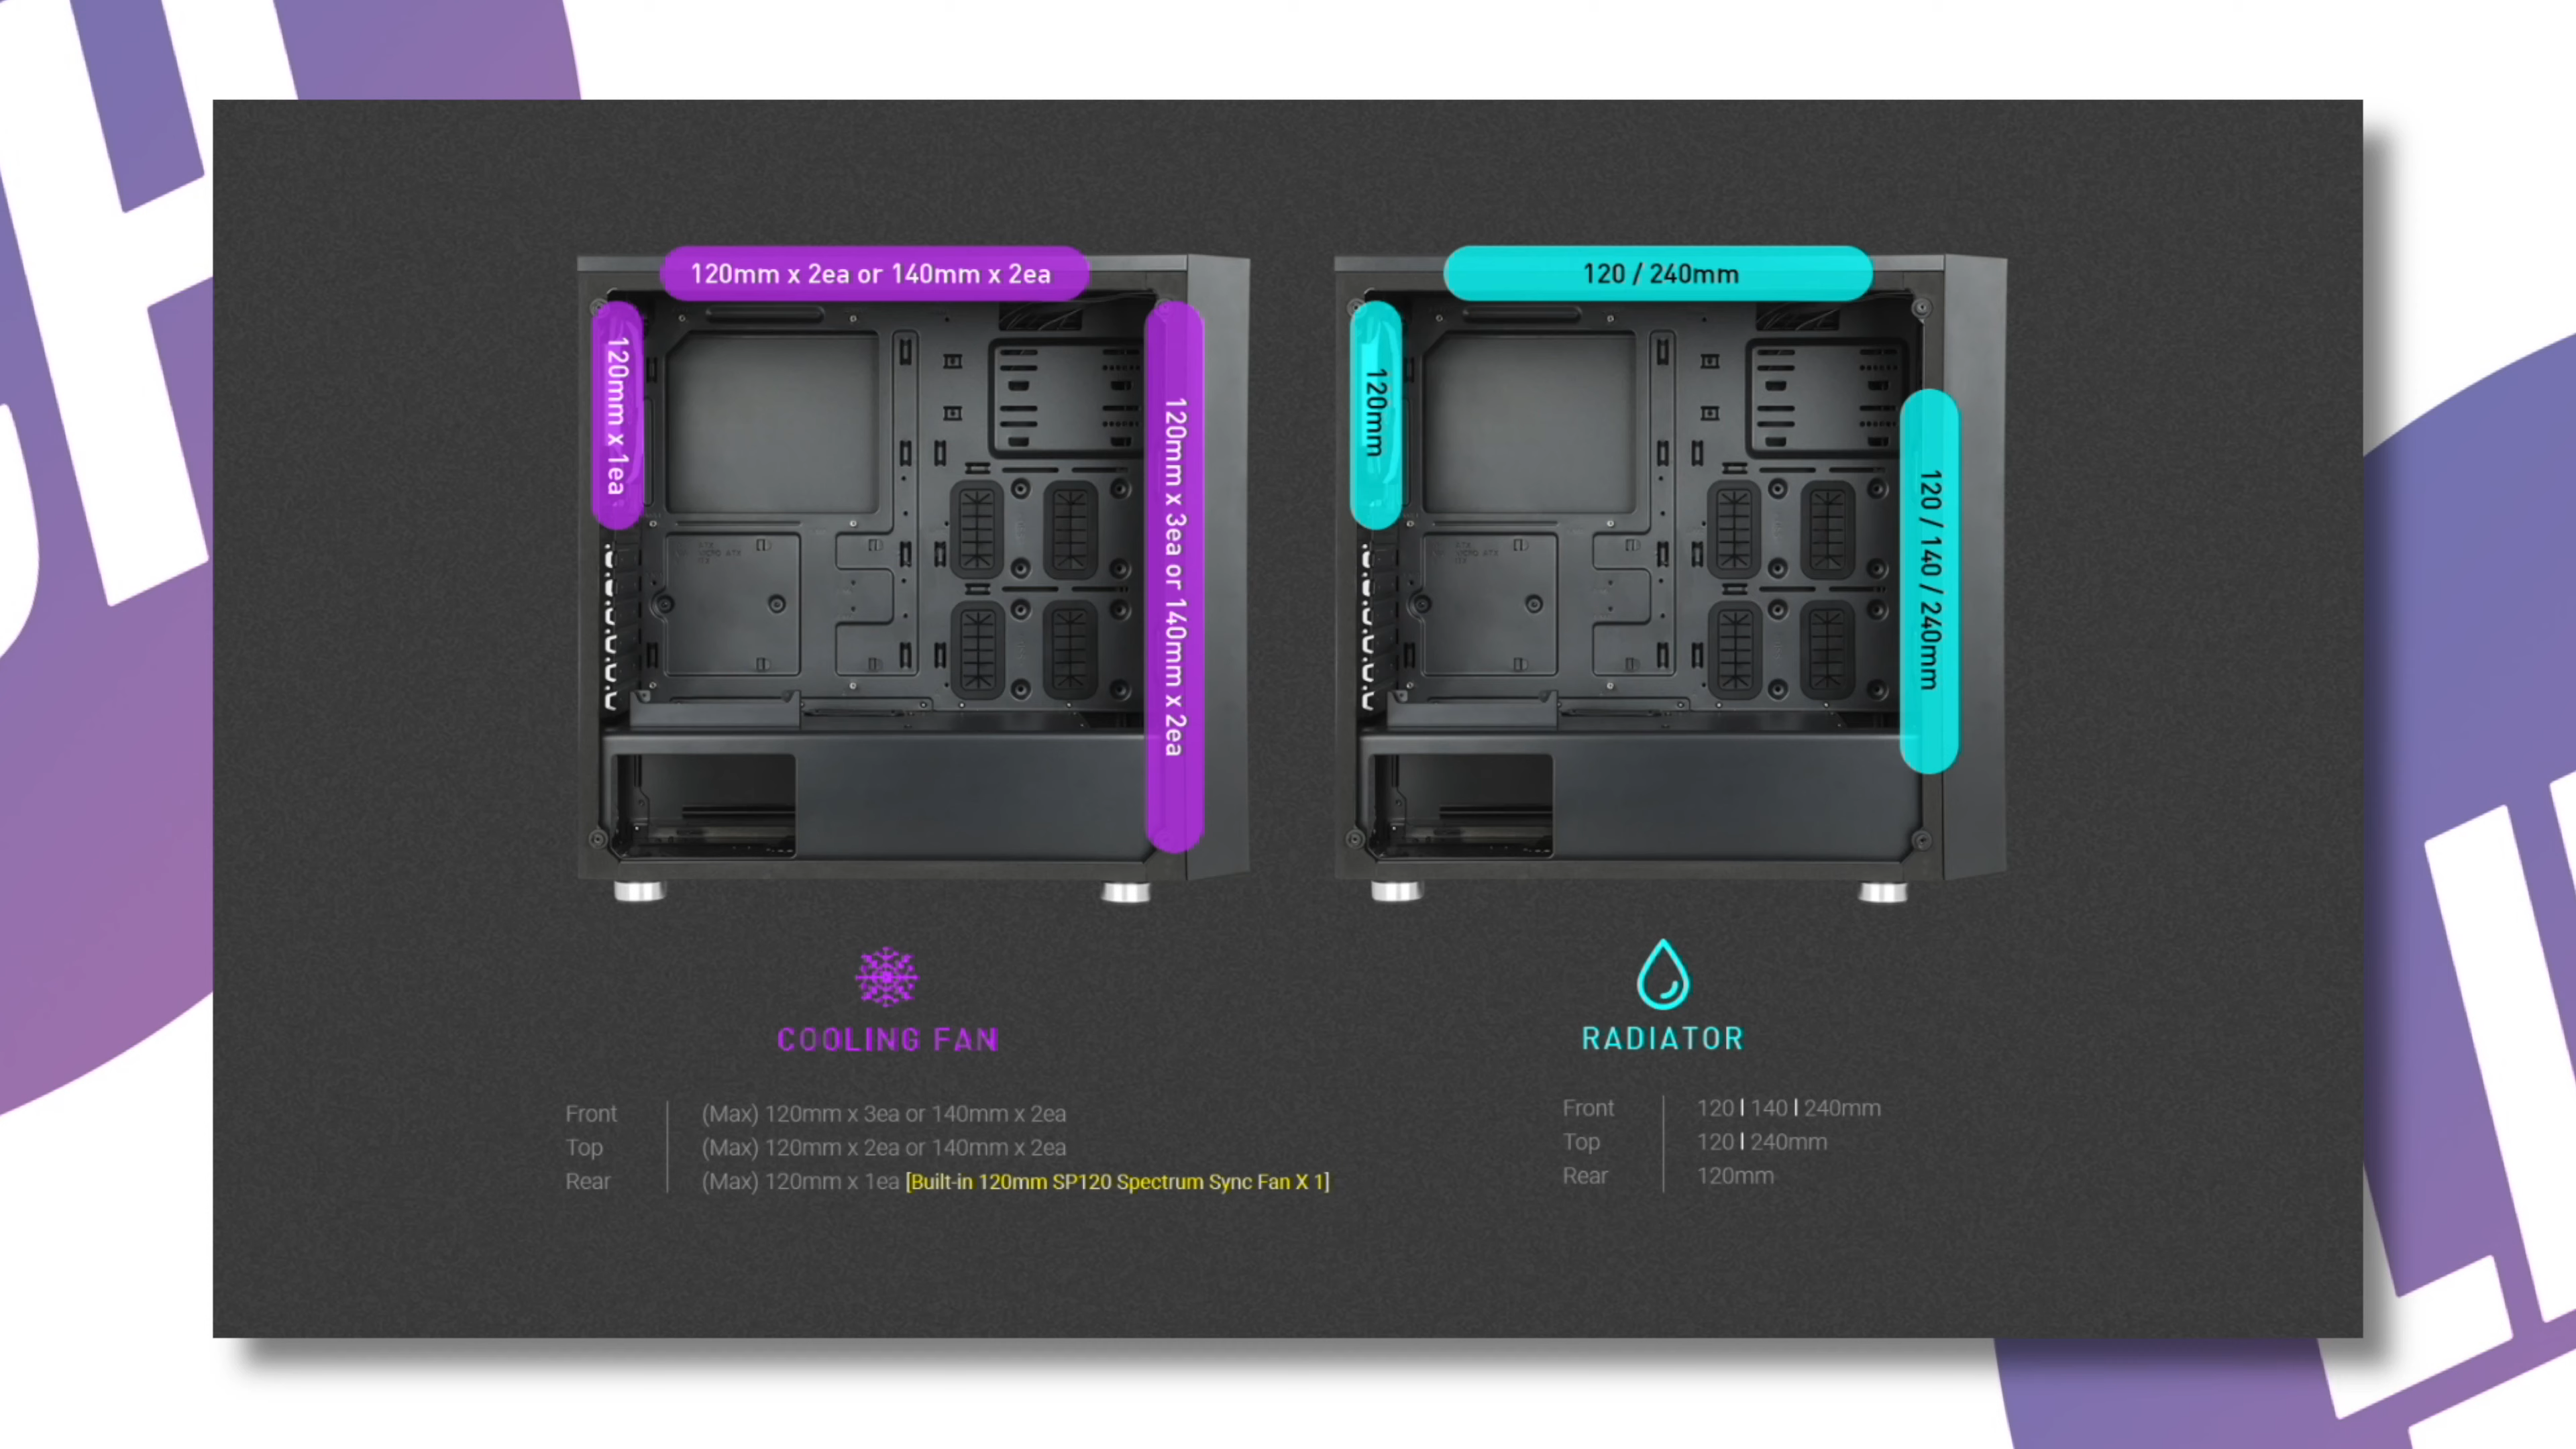 120mm x 2ea or 140mm x 2ea
120mm x 1ea
120mm x 3ea or 140mm x 2ea
120 / 240mm
120mm
120 / 140 / 240mm
COOLING FAN
Front (Max) 120mm x 3ea or 140mm x 2ea
Top (Max) 120mm x 2ea or 140mm x 2ea
Rear (Max) 120mm x 1ea [Built-in 120mm SP120 Spectrum Sync Fan X 1]
RADIATOR
Front 120 | 140 | 240mm
Top 120 | 240mm
Rear 120mm